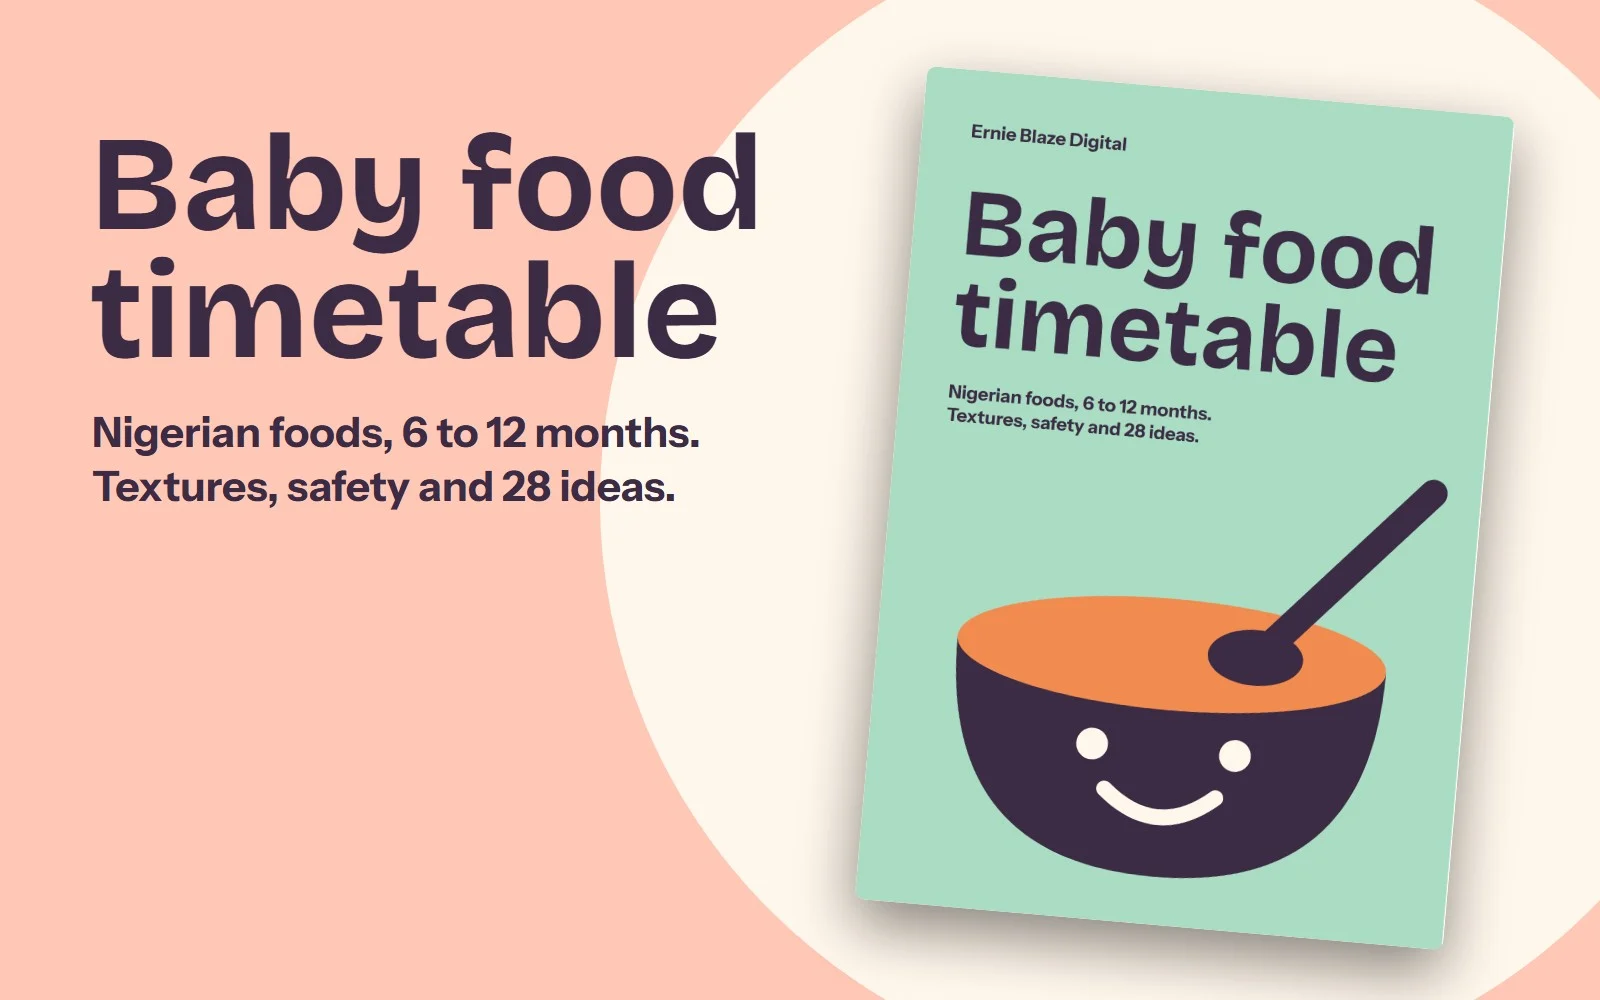 Baby food
timetable
Nigerian foods, 6 to 12 months.
Textures, safety and 28 ideas.
Ernie Blaze Digital
Baby food
timetable
Nigerian foods, 6 to 12 months.
Textures, safety and 28 ideas.